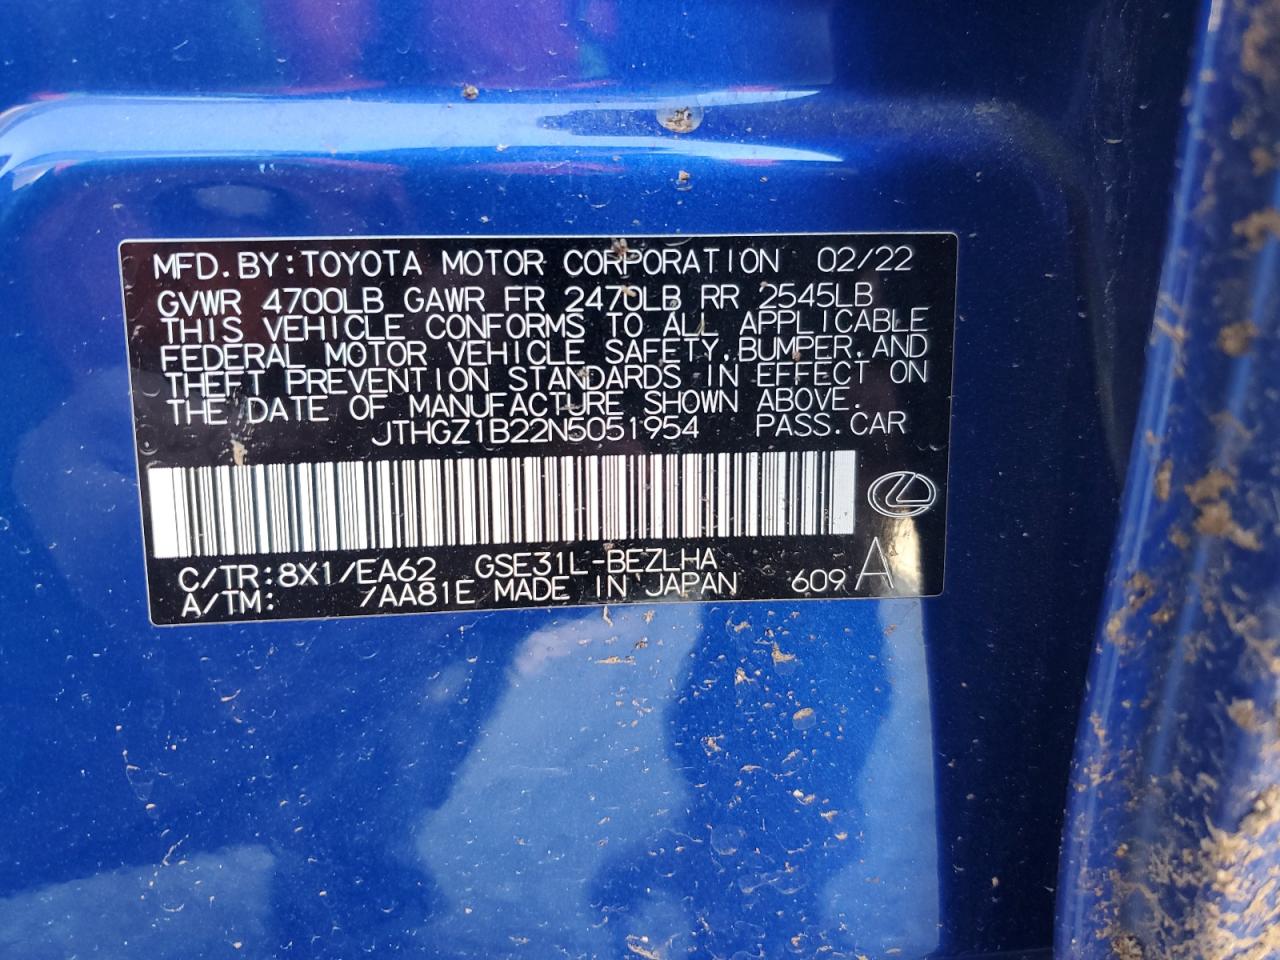 MFD.BY:TOYOTA MOTOR CORPORATION 02/22
GVWR 4700LB GAWR FR 2470LB RR 2545LB
THIS VEHICLE CONFORMS TO ALL APPLICABLE
FEDERAL MOTOR VEHICLE SAFETY,BUMPER,AND
THEFT PREVENTION STANDARDS IN EFFECT ON
THE DATE OF MANUFACTURE SHOWN ABOVE.
JTHGZ1B22N5051954 PASS.CAR
C/TR:8X1/EA62 GSE31L-BEZLHA
A/TM: /AA81E MADE IN JAPAN 609 A